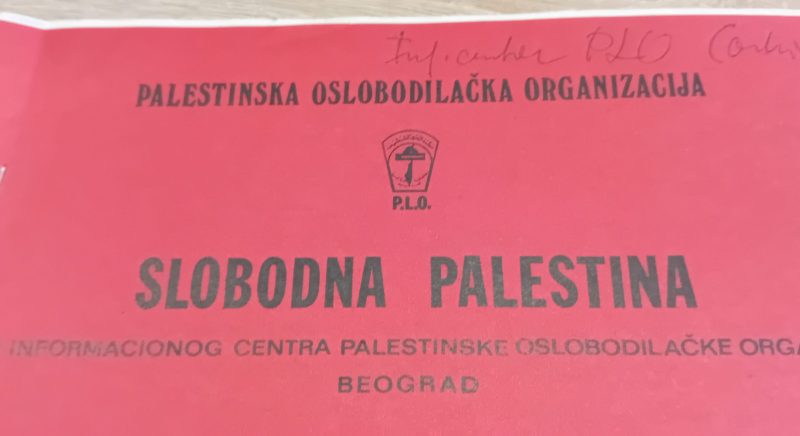 Inf. center PLO
PALESTINSKA OSLOBODILAČKA ORGANIZACIJA
P.L.O.
SLOBODNA PALESTINA
INFORMACIONOG CENTRA PALESTINSKE OSLOBODILAČKE ORGA
BEOGRAD